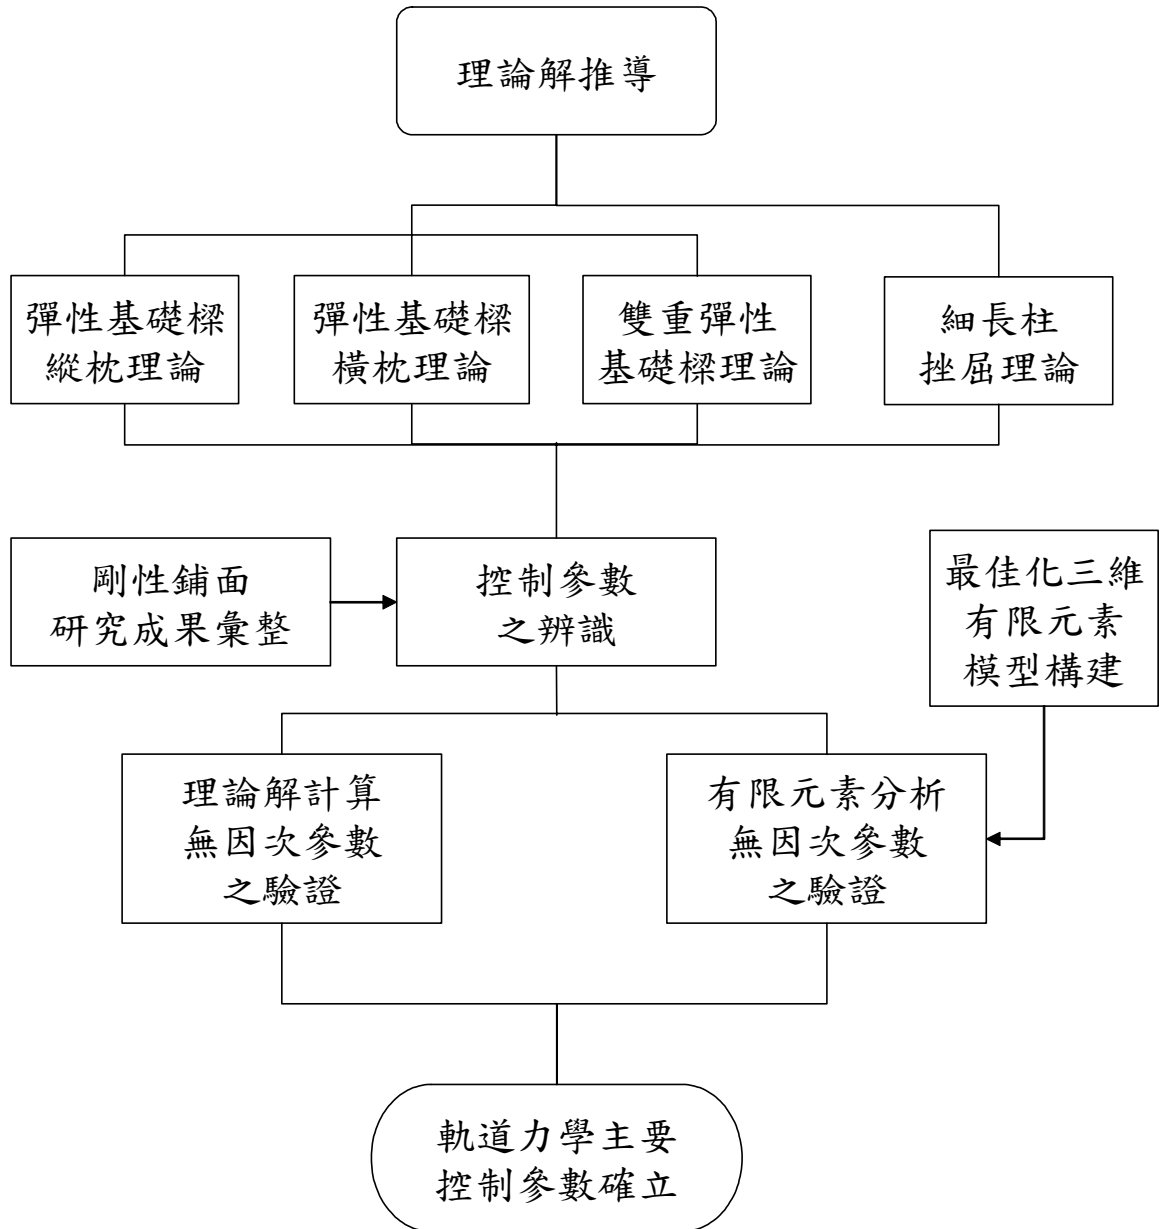 理論解推導
彈性基礎樑
縱枕理論
彈性基礎樑
橫枕理論
雙重彈性
基礎樑理論
細長柱
挫屈理論
剛性鋪面
研究成果彙整
控制參數
之辨識
最佳化三維
有限元素
模型構建
理論解計算
無因次參數
之驗證
有限元素分析
無因次參數
之驗證
軌道力學主要
控制參數確立